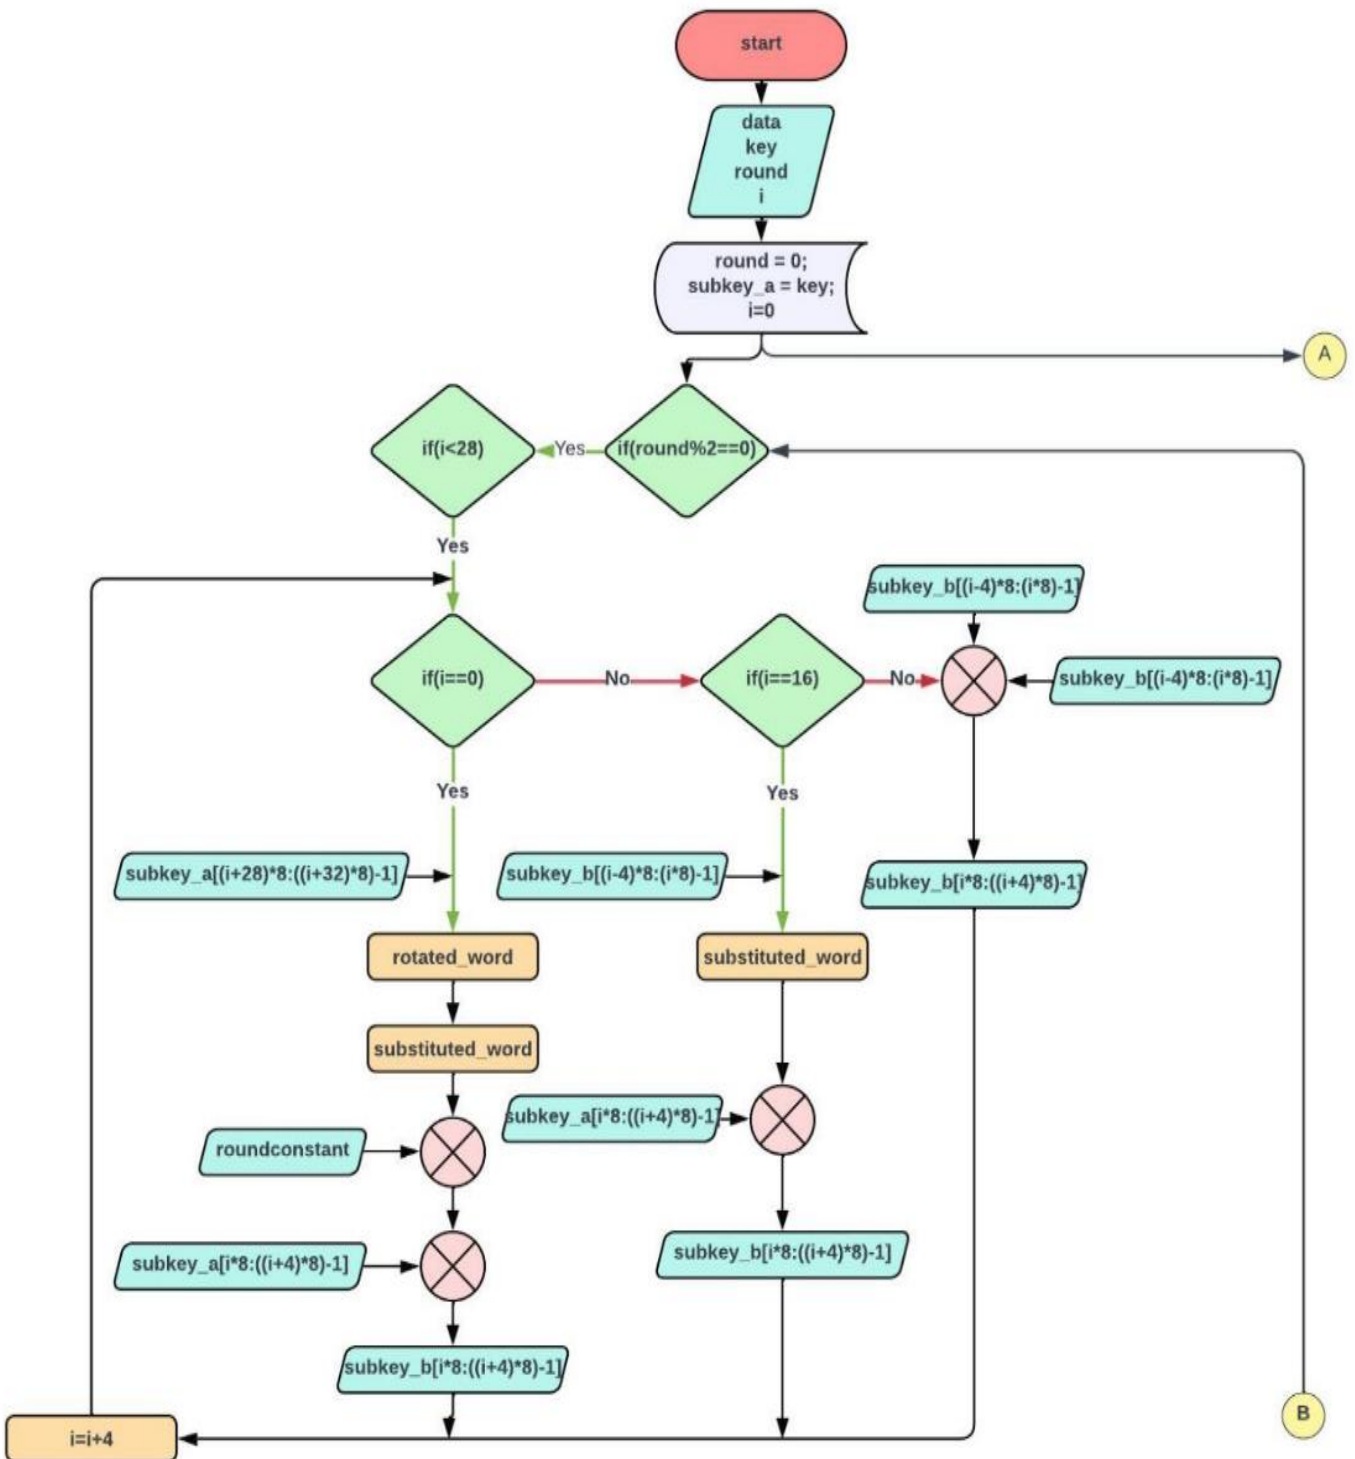 start
data
key
round
i
round = 0;
subkey_a = key;
i=0
A
if(i<28)
Yes
if(round%2==0)
Yes
subkey_b[(i-4)*8:(i*8)-1]
if(i==0)
No
if(i==16)
No
subkey_b[(i-4)*8:(i*8)-1]
Yes
Yes
subkey_a[(i+28)*8:((i+32)*8)-1]
subkey_b[(i-4)*8:(i*8)-1]
subkey_b[i*8:((i+4)*8)-1]
rotated_word
substituted_word
substituted_word
subkey_a[i*8:((i+4)*8)-1]
roundconstant
subkey_a[i*8:((i+4)*8)-1]
subkey_b[i*8:((i+4)*8)-1]
subkey_b[i*8:((i+4)*8)-1]
B
i=i+4